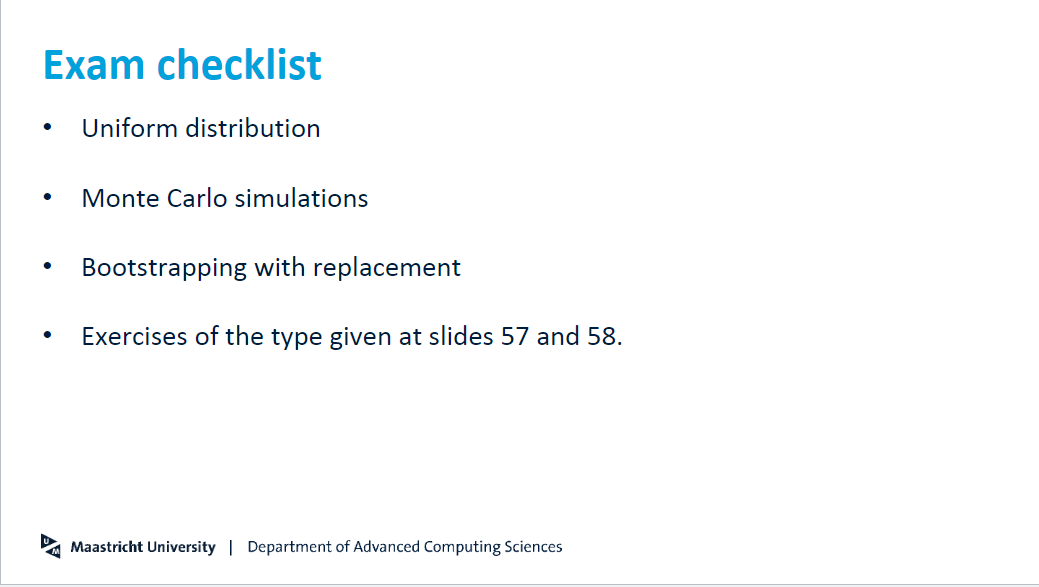 Exam checklist
• Uniform distribution
• Monte Carlo simulations
• Bootstrapping with replacement
• Exercises of the type given at slides 57 and 58.
UM Maastricht University | Department of Advanced Computing Sciences